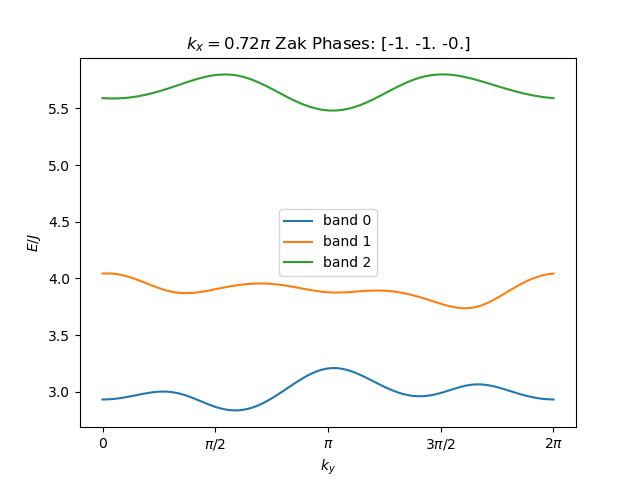 $k_x = 0.72\pi$ Zak Phases: [-1. -1. -0.]
E/J
5.5
5.0
4.5
4.0
3.5
3.0
band 0
band 1
band 2
0
π/2
π
3π/2
2π
$k_y$